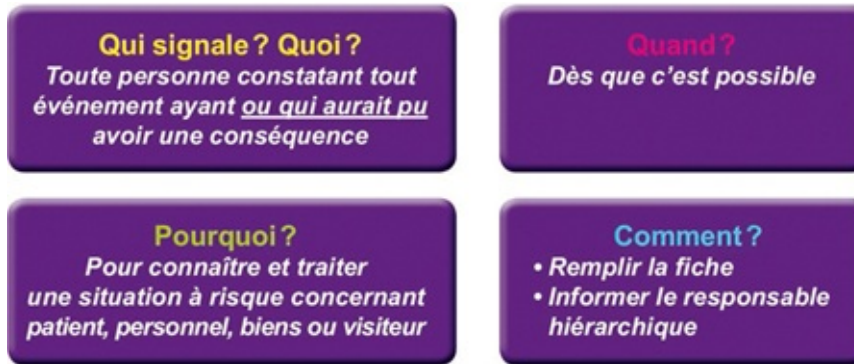 Qui signale ? Quoi ?
Toute personne constatant tout
événement ayant ou qui aurait pu
avoir une conséquence
Quand ?
Dès que c’est possible
Pourquoi ?
Pour connaître et traiter
une situation à risque concernant
patient, personnel, biens ou visiteur
Comment ?
• Remplir la fiche
• Informer le responsable
hiérarchique